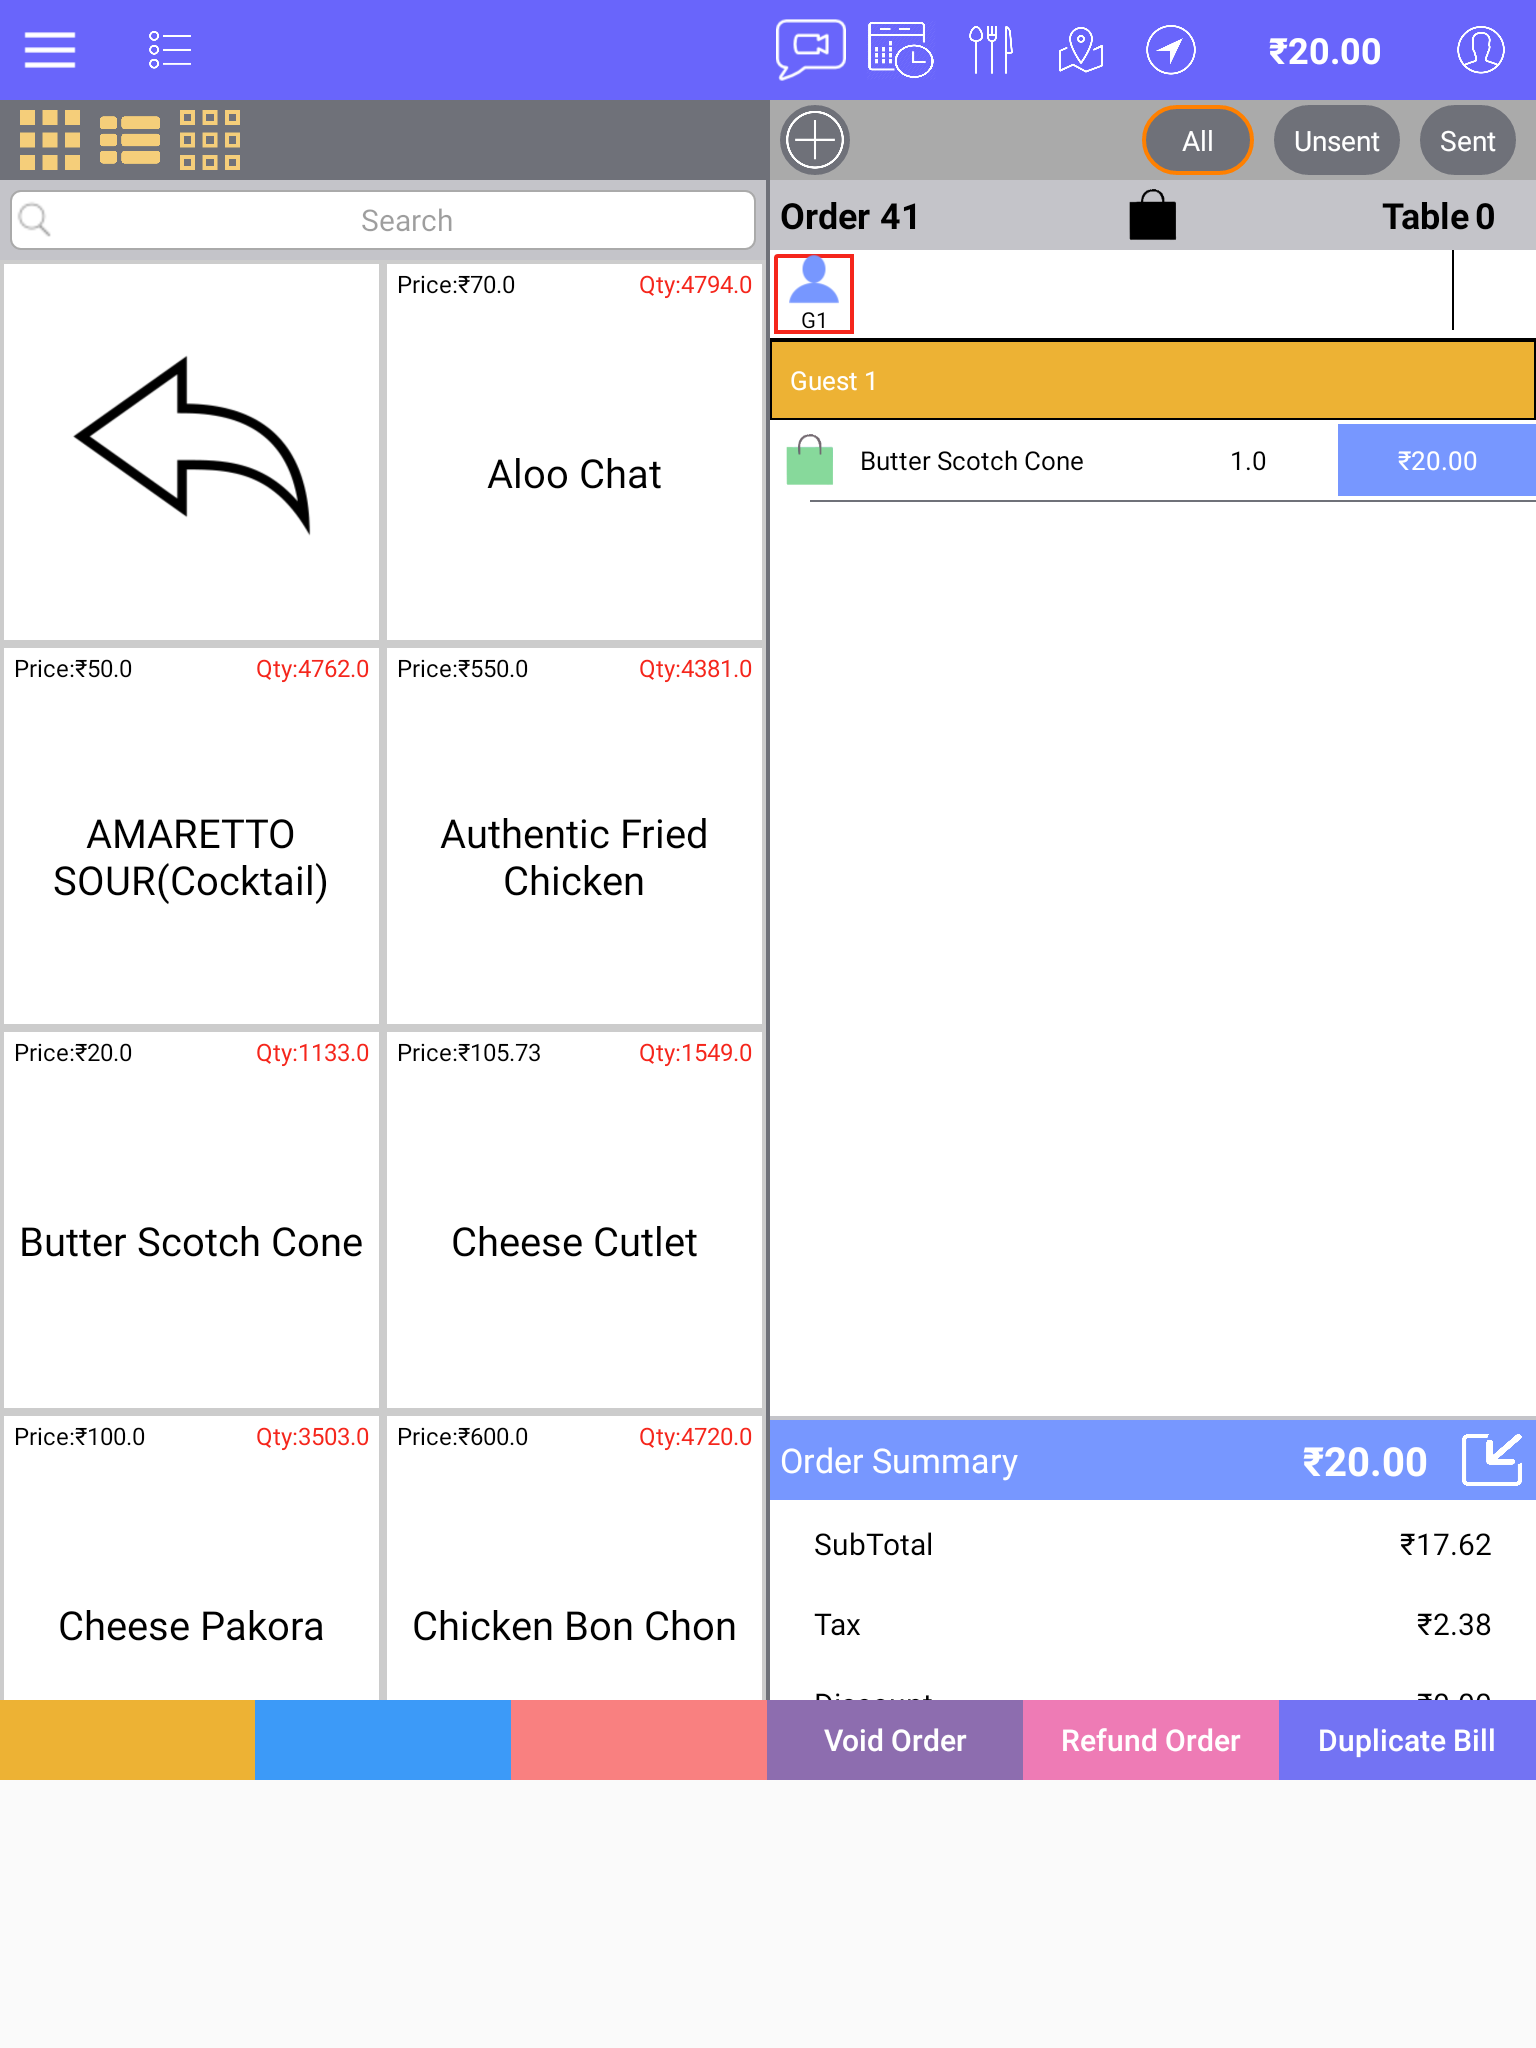 ₹20.00
All
Unsent
Sent
Search
Order 41
Table 0
G1
Guest 1
Butter Scotch Cone 1.0 ₹20.00
Price:₹70.0 Qty:4794.0
Aloo Chat
Price:₹50.0 Qty:4762.0
AMARETTO
SOUR(Cocktail)
Price:₹550.0 Qty:4381.0
Authentic Fried
Chicken
Price:₹20.0 Qty:1133.0
Butter Scotch Cone
Price:₹105.73 Qty:1549.0
Cheese Cutlet
Price:₹100.0 Qty:3503.0
Cheese Pakora
Price:₹600.0 Qty:4720.0
Chicken Bon Chon
Order Summary ₹20.00
SubTotal ₹17.62
Tax ₹2.38
Void Order
Refund Order
Duplicate Bill